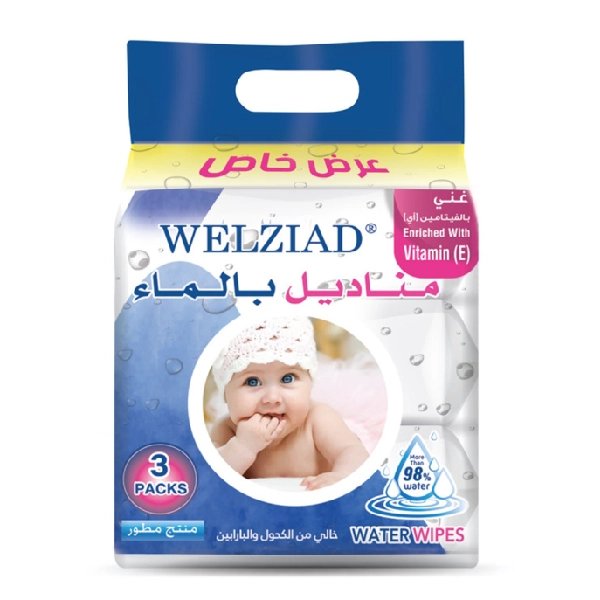 عرض خاص
غني
بالفيتامين (أي)
Enriched With
Vitamin (E)
WELZIAD®
مناديل بالماء
3
PACKS
More
Than
98%
water
منتج مطور
خالي من الكحول والبارابين
WATER WIPES